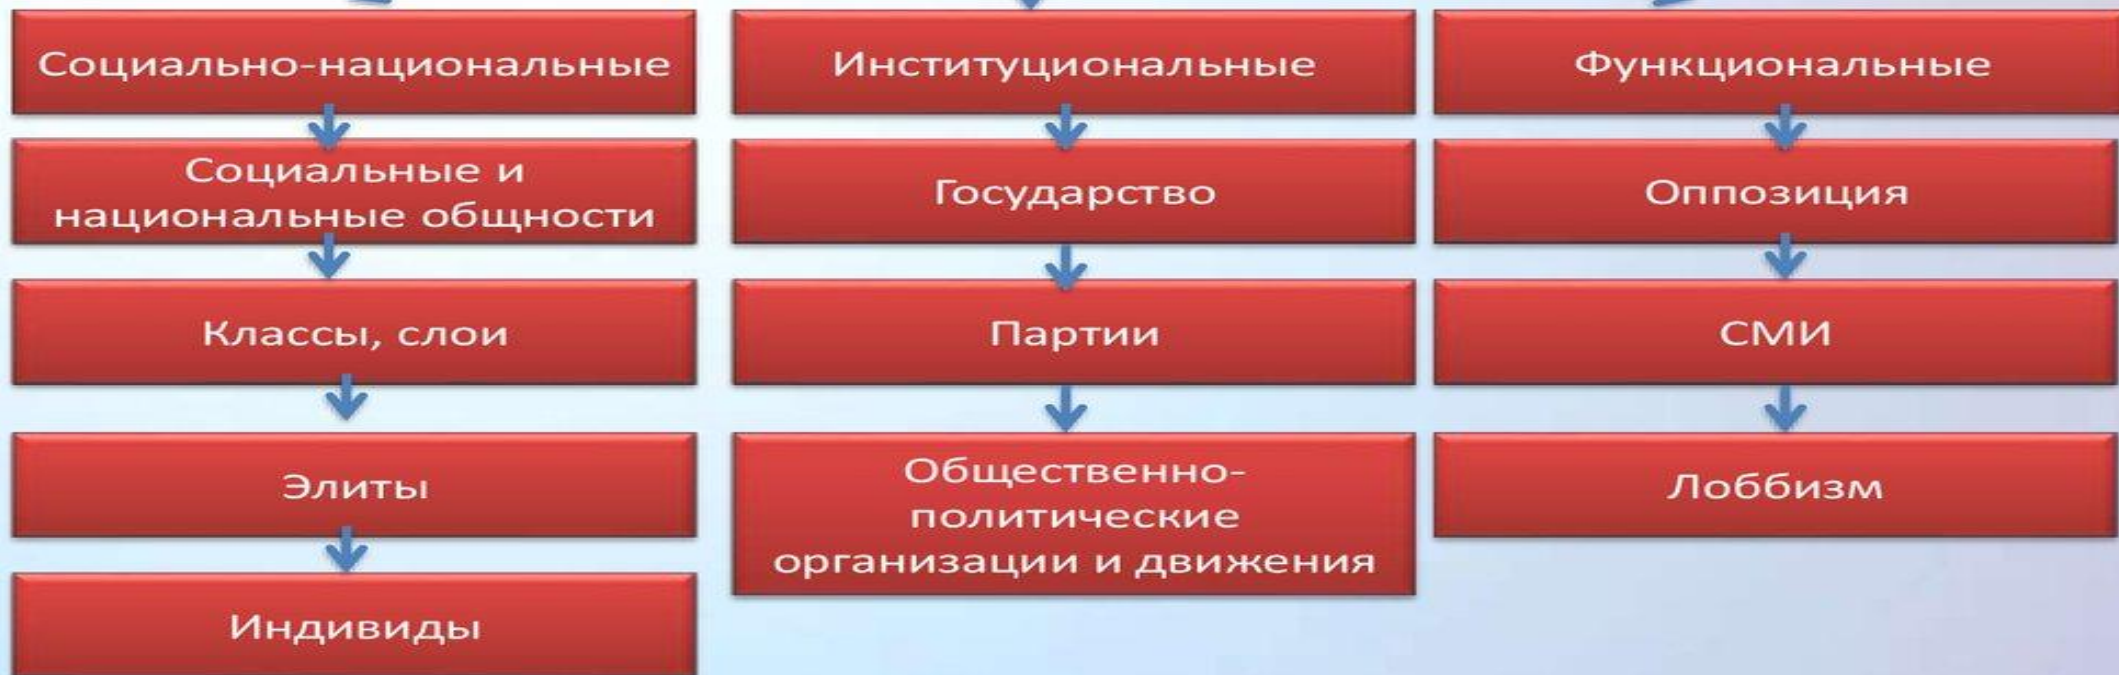 Социально-национальные
Социальные и
национальные общности
Классы, слои
Элиты
Индивиды
Институциональные
Государство
Партии
Общественно-
политические
организации и движения
Функциональные
Оппозиция
СМИ
Лоббизм